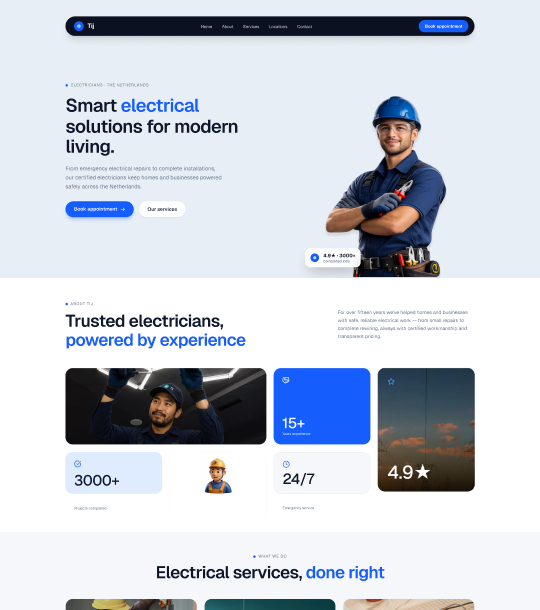 Tij
Home About Services Locations Contact
Book appointment
ELECTRICIANS · THE NETHERLANDS
Smart electrical
solutions for modern
living.
From emergency electrical repairs to complete installations,
our certified electricians keep homes and businesses powered
safely across the Netherlands.
Book appointment →
Our services
4.9★ · 3000+
completed jobs
ABOUT TIJ
Trusted electricians,
powered by experience
For over fifteen years we've helped homes and businesses
with safe, reliable electrical work — from small repairs to
complete rewiring, always with certified workmanship and
transparent pricing.
15+
Years experience
4.9★
3000+
Projects completed
24/7
Emergency service
WHAT WE DO
Electrical services, done right